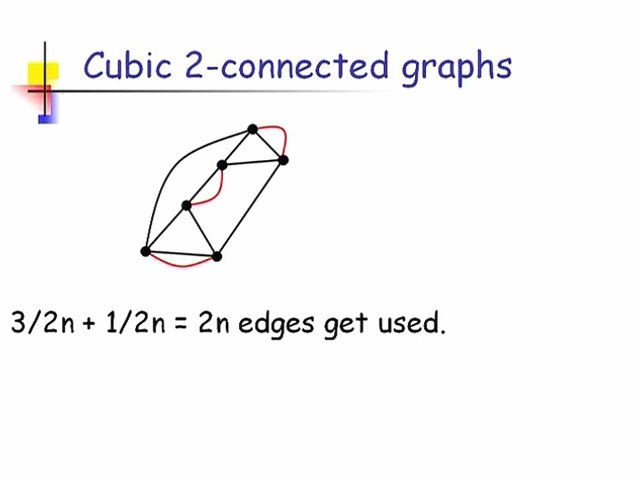 Cubic 2-connected graphs
3/2n + 1/2n = 2n edges get used.